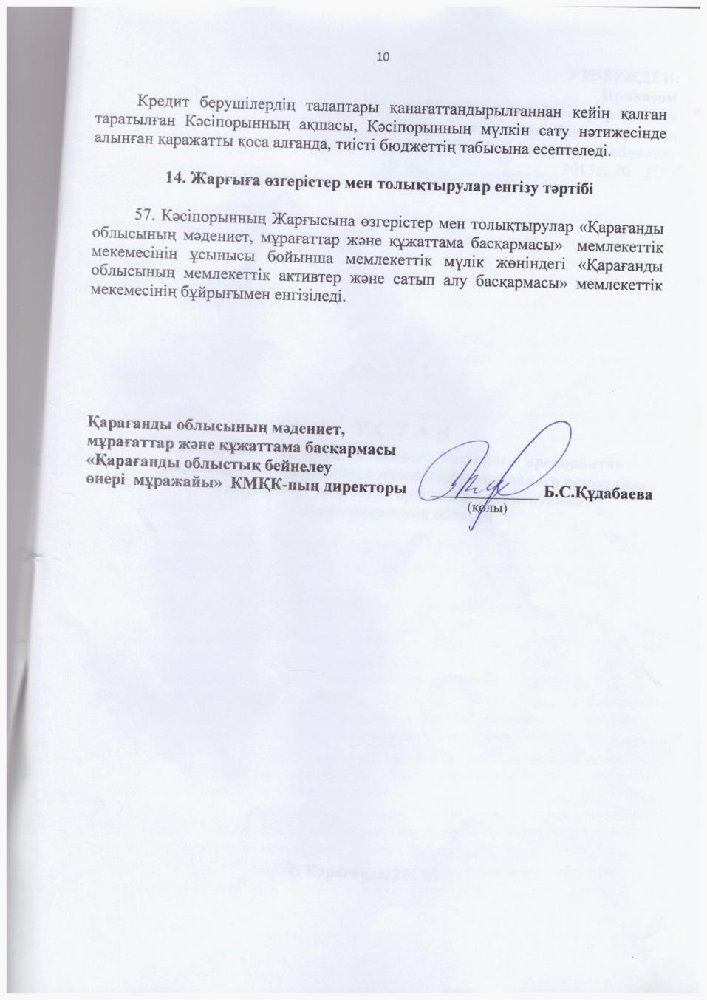 10
Кредит берушілердің талаптары қанағаттандырылғаннан кейін қалған
таратылған Кәсіпорынның ақшасы, Кәсіпорынның мүлкін сату нәтижесінде
алынған қаражатты қоса алғанда, тиісті бюджеттің табысына есептеледі.
14. Жарғыға өзгерістер мен толықтырулар енгізу тәртібі
57. Кәсіпорынның Жарғысына өзгерістер мен толықтырулар «Қарағанды
облысының мәдениет, мұрағаттар және құжаттама басқармасы» мемлекеттік
мекемесінің ұсынысы бойынша мемлекеттік мүлік жөніндегі «Қарағанды
облысының мемлекеттік активтер және сатып алу басқармасы» мемлекеттік
мекемесінің бұйрығымен енгізіледі.
Қарағанды облысының мәдениет,
мұрағаттар және құжаттама басқармасы
«Қарағанды облыстық бейнелеу
өнері мұражайы» КМҚК-ның директоры Б.С.Құдабаева
(қолы)